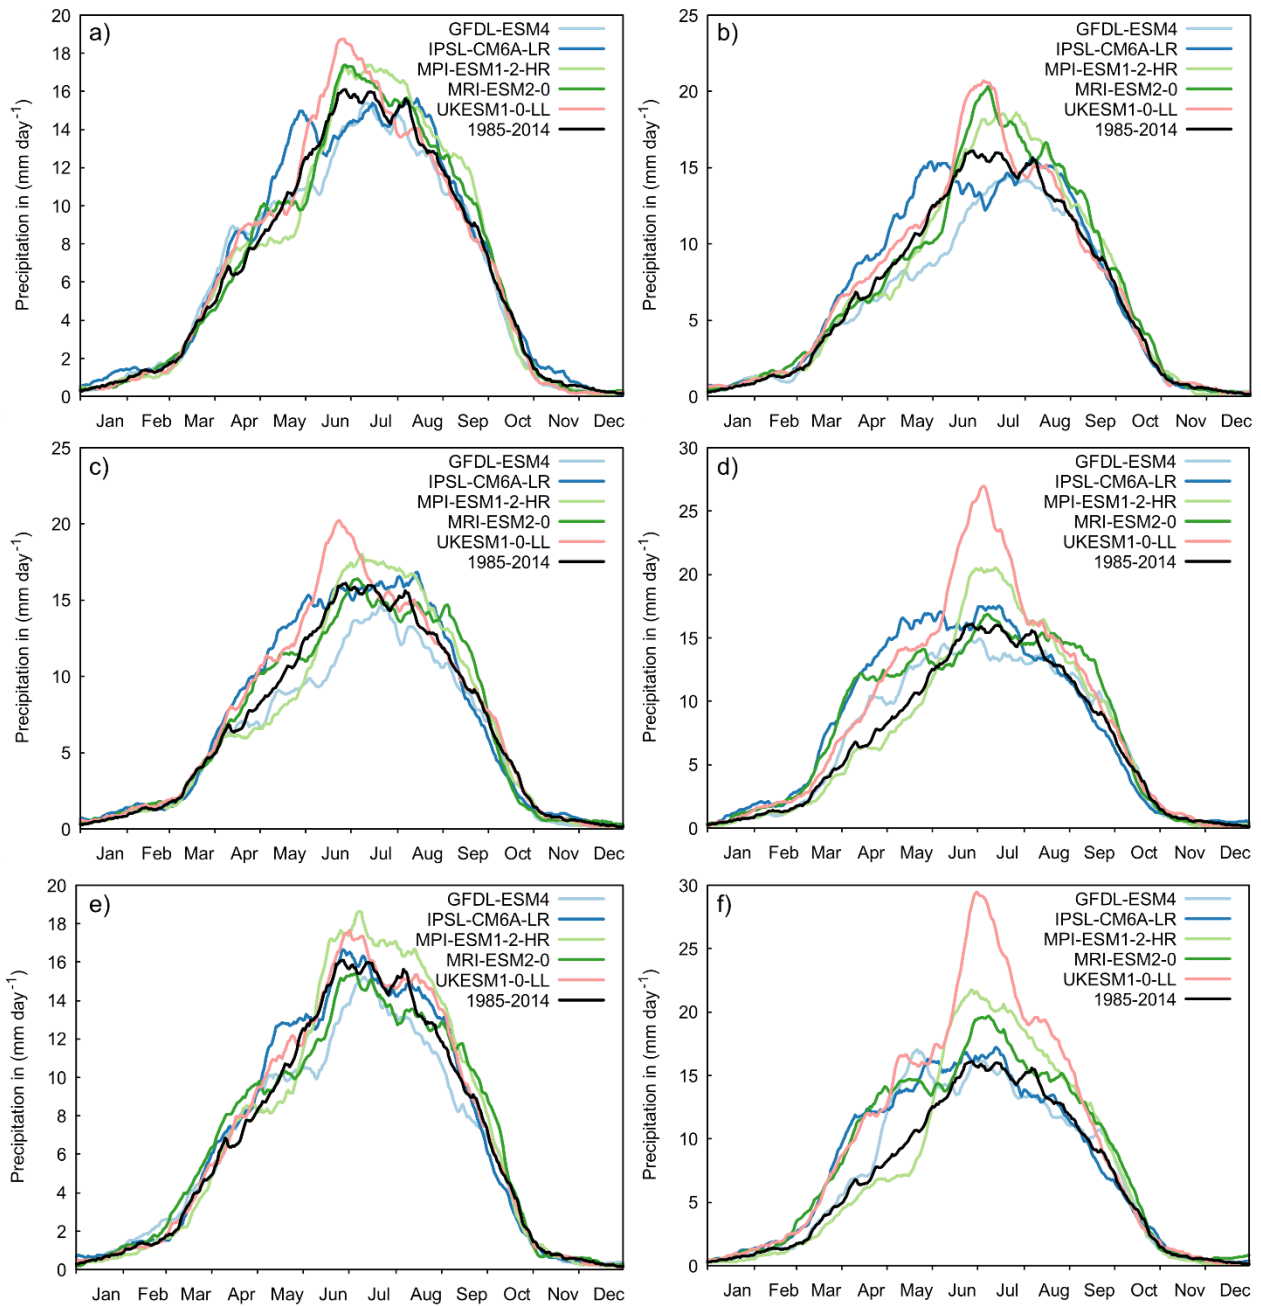 a)
GFDL-ESM4
IPSL-CM6A-LR
MPI-ESM1-2-HR
MRI-ESM2-0
UKESM1-0-LL
1985-2014
Precipitation in (mm day⁻¹)
20
18
16
14
12
10
8
6
4
2
0
Jan Feb Mar Apr May Jun Jul Aug Sep Oct Nov Dec
b)
GFDL-ESM4
IPSL-CM6A-LR
MPI-ESM1-2-HR
MRI-ESM2-0
UKESM1-0-LL
1985-2014
Precipitation in (mm day⁻¹)
25
20
15
10
5
0
Jan Feb Mar Apr May Jun Jul Aug Sep Oct Nov Dec
c)
GFDL-ESM4
IPSL-CM6A-LR
MPI-ESM1-2-HR
MRI-ESM2-0
UKESM1-0-LL
1985-2014
Precipitation in (mm day⁻¹)
25
20
15
10
5
0
Jan Feb Mar Apr May Jun Jul Aug Sep Oct Nov Dec
d)
GFDL-ESM4
IPSL-CM6A-LR
MPI-ESM1-2-HR
MRI-ESM2-0
UKESM1-0-LL
1985-2014
Precipitation in (mm day⁻¹)
30
25
20
15
10
5
0
Jan Feb Mar Apr May Jun Jul Aug Sep Oct Nov Dec
e)
GFDL-ESM4
IPSL-CM6A-LR
MPI-ESM1-2-HR
MRI-ESM2-0
UKESM1-0-LL
1985-2014
Precipitation in (mm day⁻¹)
20
18
16
14
12
10
8
6
4
2
0
Jan Feb Mar Apr May Jun Jul Aug Sep Oct Nov Dec
f)
GFDL-ESM4
IPSL-CM6A-LR
MPI-ESM1-2-HR
MRI-ESM2-0
UKESM1-0-LL
1985-2014
Precipitation in (mm day⁻¹)
30
25
20
15
10
5
0
Jan Feb Mar Apr May Jun Jul Aug Sep Oct Nov Dec